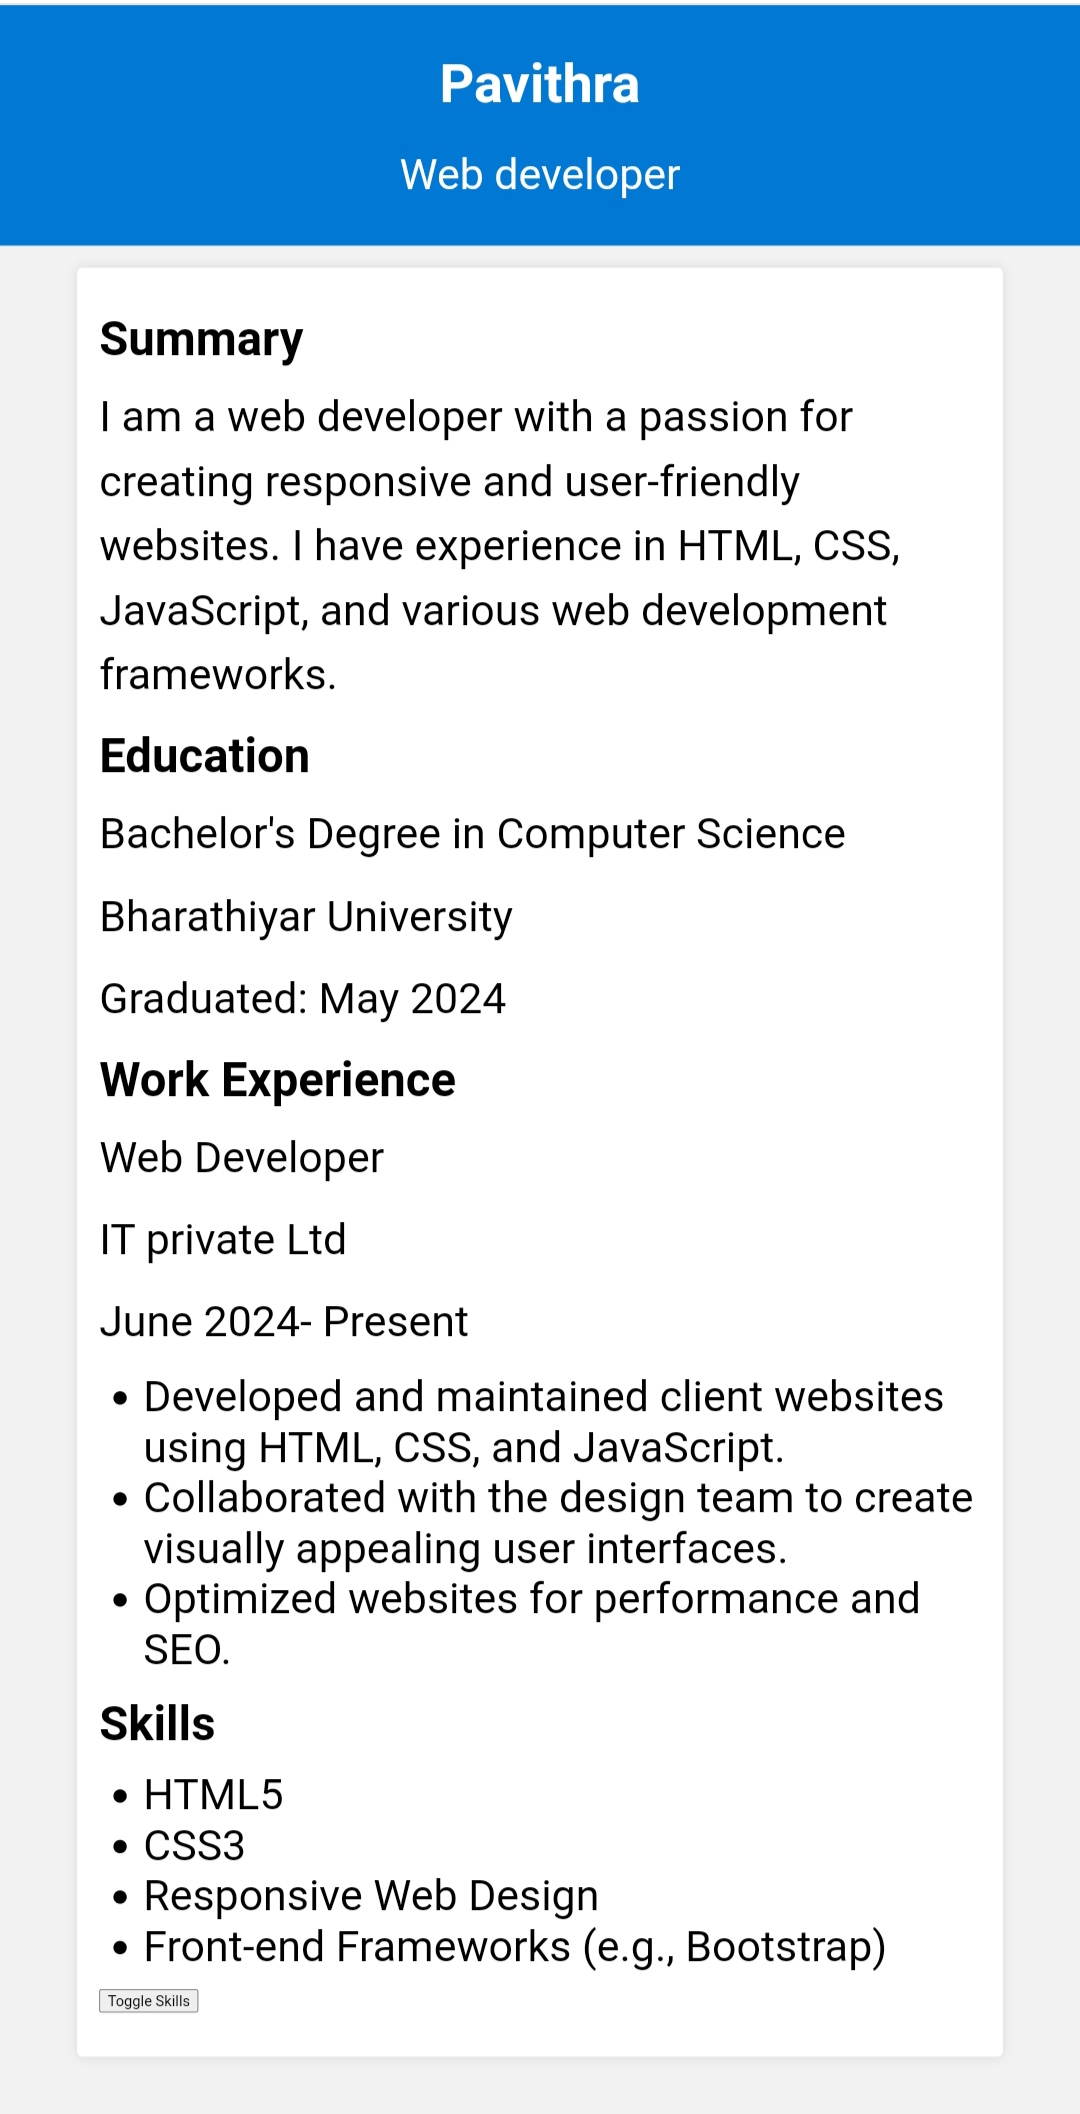 Pavithra
Web developer
Summary
I am a web developer with a passion for
creating responsive and user-friendly
websites. I have experience in HTML, CSS,
JavaScript, and various web development
frameworks.
Education
Bachelor's Degree in Computer Science
Bharathiyar University
Graduated: May 2024
Work Experience
Web Developer
IT private Ltd
June 2024- Present
• Developed and maintained client websites
using HTML, CSS, and JavaScript.
• Collaborated with the design team to create
visually appealing user interfaces.
• Optimized websites for performance and
SEO.
Skills
• HTML5
• CSS3
• Responsive Web Design
• Front-end Frameworks (e.g., Bootstrap)
Toggle Skills